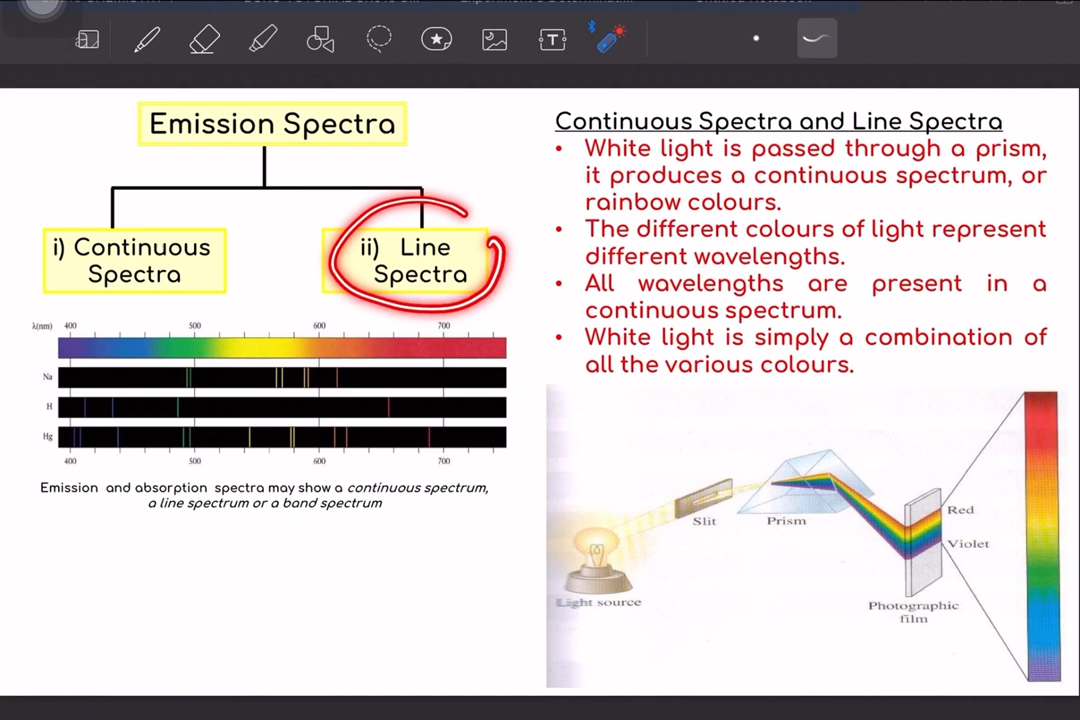 Emission Spectra
i) Continuous
Spectra
ii) Line
Spectra
λ(nm) 400 500 600 700
Na
H
Hg
400 500 600 700
Emission and absorption spectra may show a continuous spectrum,
a line spectrum or a band spectrum
Continuous Spectra and Line Spectra
• White light is passed through a prism,
it produces a continuous spectrum, or
rainbow colours.
• The different colours of light represent
different wavelengths.
• All wavelengths are present in a
continuous spectrum.
• White light is simply a combination of
all the various colours.
Slit
Prism
Red
Violet
Light source
Photographic
film
T